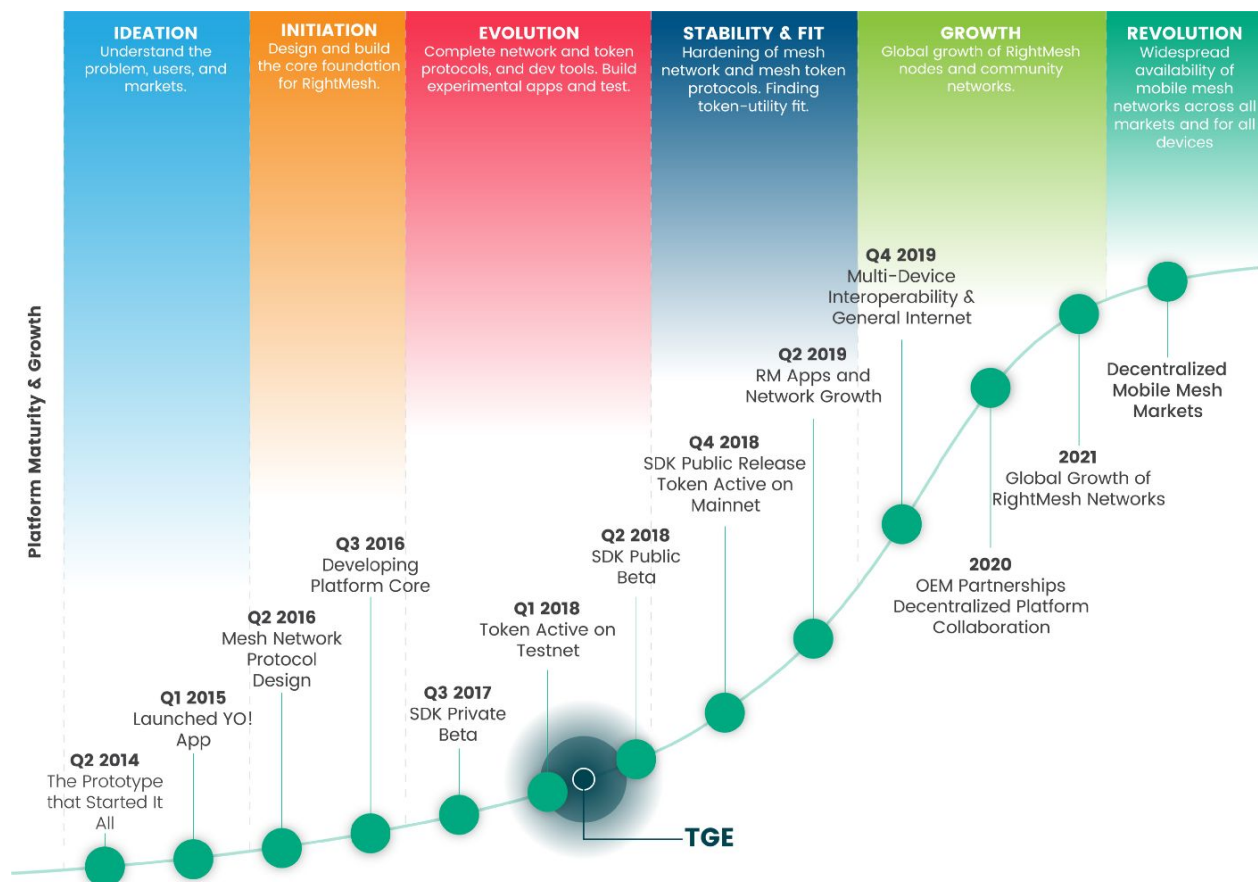 IDEATION
Understand the
problem, users, and
markets.
INITIATION
Design and build
the core foundation
for RightMesh.
EVOLUTION
Complete network and token
protocols, and dev tools. Build
experimental apps and test.
STABILITY & FIT
Hardening of mesh
network and mesh token
protocols. Finding
token-utility fit.
GROWTH
Global growth of RightMesh
nodes and community
networks.
REVOLUTION
Widespread
availability of
mobile mesh
networks across all
markets and for all
devices
Platform Maturity & Growth
Q2 2014
The Prototype
that Started It
All
Q1 2015
Launched YO!
App
Q2 2016
Mesh Network
Protocol
Design
Q3 2016
Developing
Platform Core
Q3 2017
SDK Private
Beta
Q1 2018
Token Active on
Testnet
TGE
Q2 2018
SDK Public
Beta
Q4 2018
SDK Public Release
Token Active on
Mainnet
Q2 2019
RM Apps and
Network Growth
Q4 2019
Multi-Device
Interoperability &
General Internet
2020
OEM Partnerships
Decentralized Platform
Collaboration
2021
Global Growth of
RightMesh Networks
Decentralized
Mobile Mesh
Markets